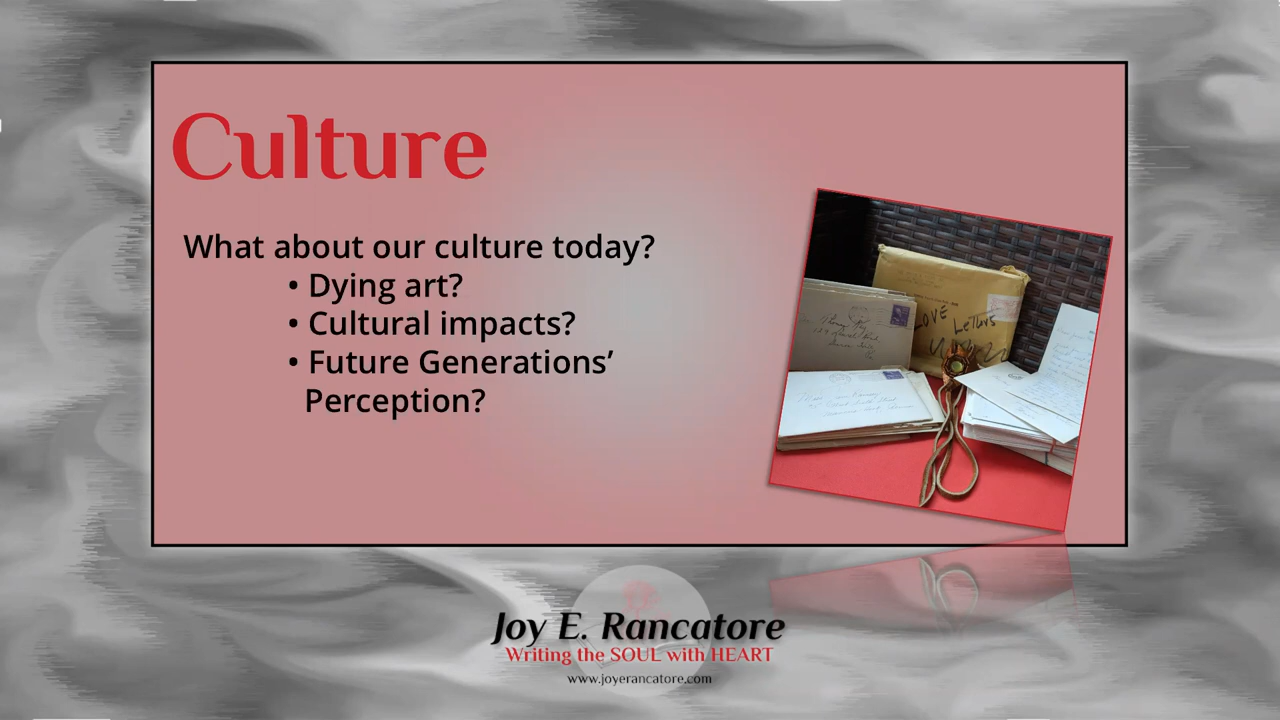 Culture
What about our culture today?
• Dying art?
• Cultural impacts?
• Future Generations’
Perception?
LOVE
Letters
Joy E. Rancatore
Writing the SOUL with HEART
www.joyerancatore.com